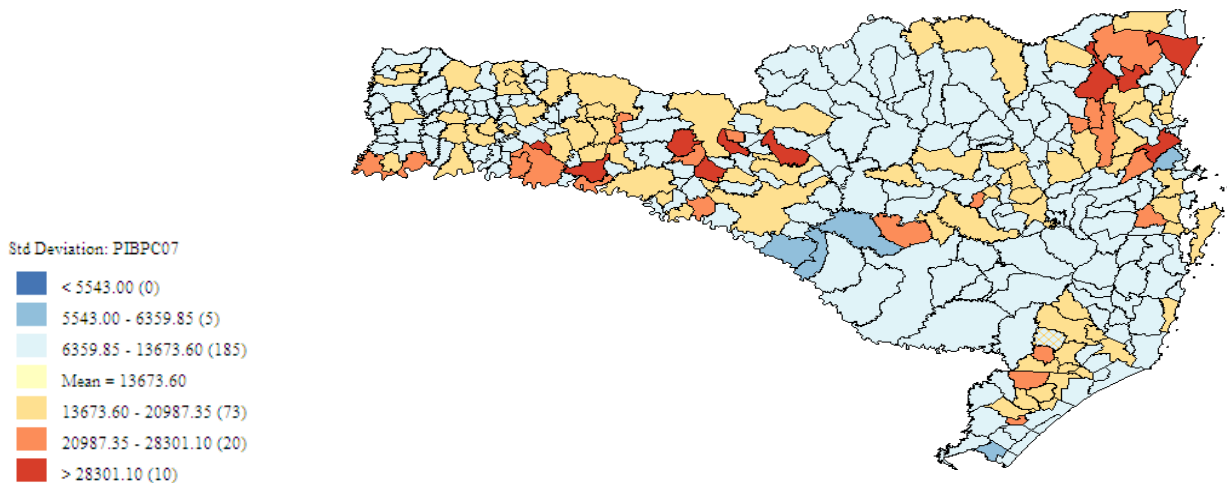 Std Deviation: PIBPC07
< 5543.00 (0)
5543.00 - 6359.85 (5)
6359.85 - 13673.60 (185)
Mean = 13673.60
13673.60 - 20987.35 (73)
20987.35 - 28301.10 (20)
> 28301.10 (10)